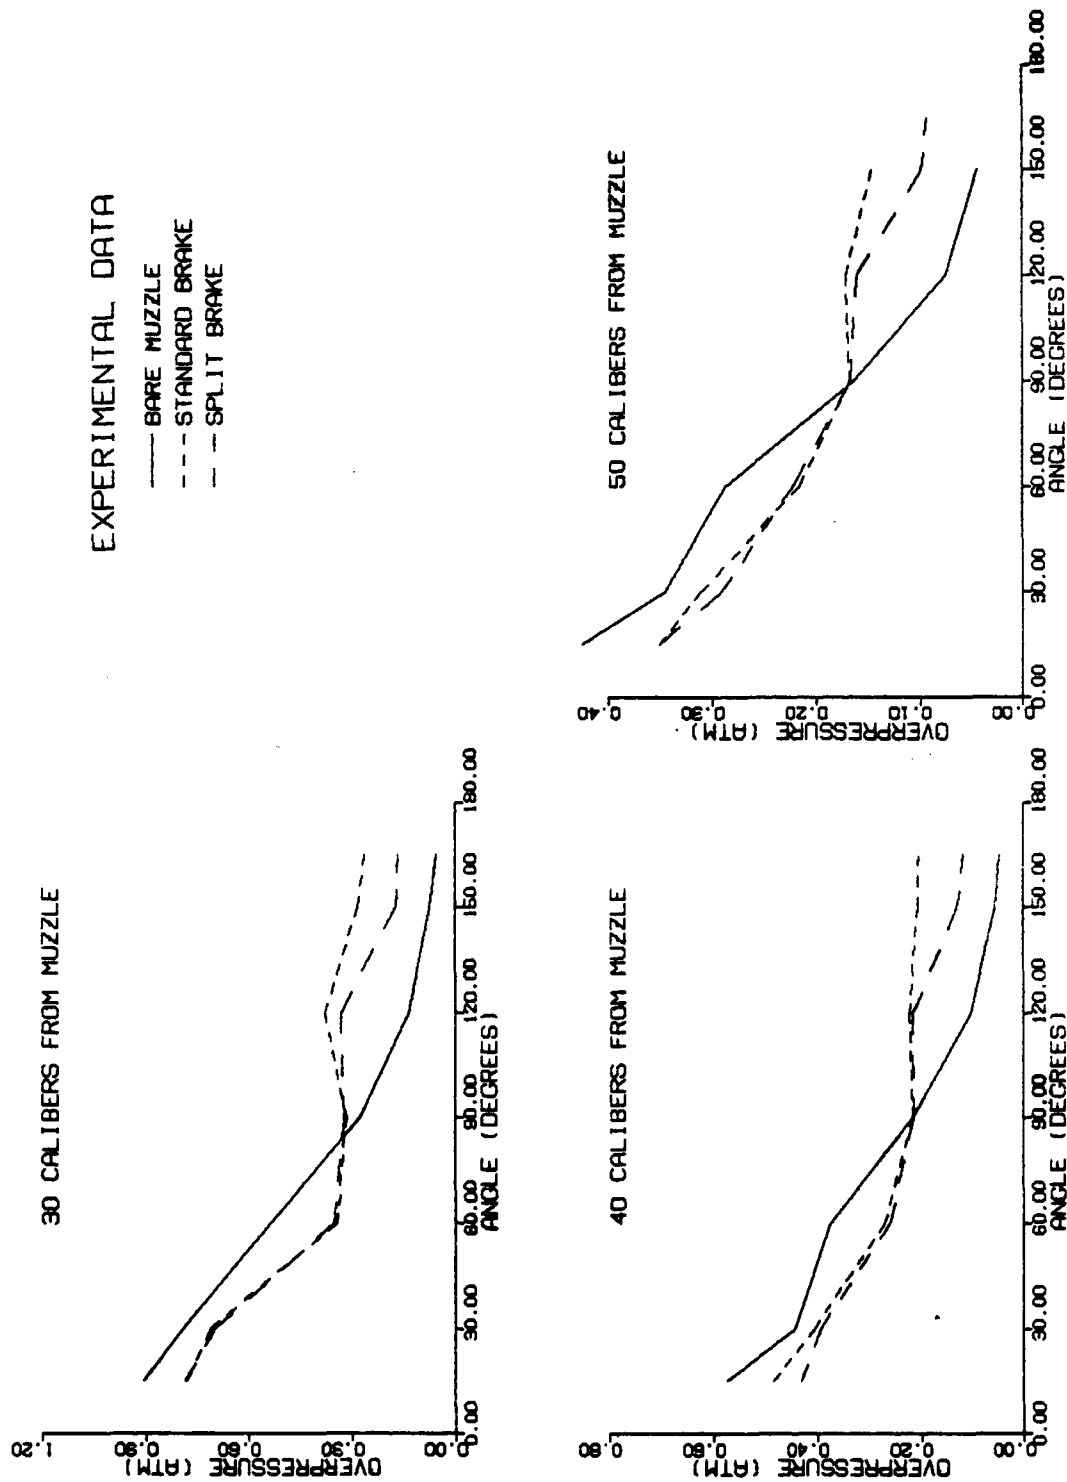 EXPERIMENTAL DATA
BARE MUZZLE
STANDARD BRAKE
SPLIT BRAKE
30 CALIBERS FROM MUZZLE
OVERPRESSURE (ATM)
1.20
0.90
0.60
0.30
0.00
0.00
30.00
60.00
90.00
120.00
150.00
180.00
ANGLE (DEGREES)
40 CALIBERS FROM MUZZLE
OVERPRESSURE (ATM)
0.80
0.40
0.20
0.00
0.00
30.00
60.00
90.00
120.00
150.00
180.00
ANGLE (DEGREES)
50 CALIBERS FROM MUZZLE
OVERPRESSURE (ATM)
0.40
0.30
0.20
0.10
0.00
0.00
30.00
60.00
90.00
120.00
150.00
180.00
ANGLE (DEGREES)